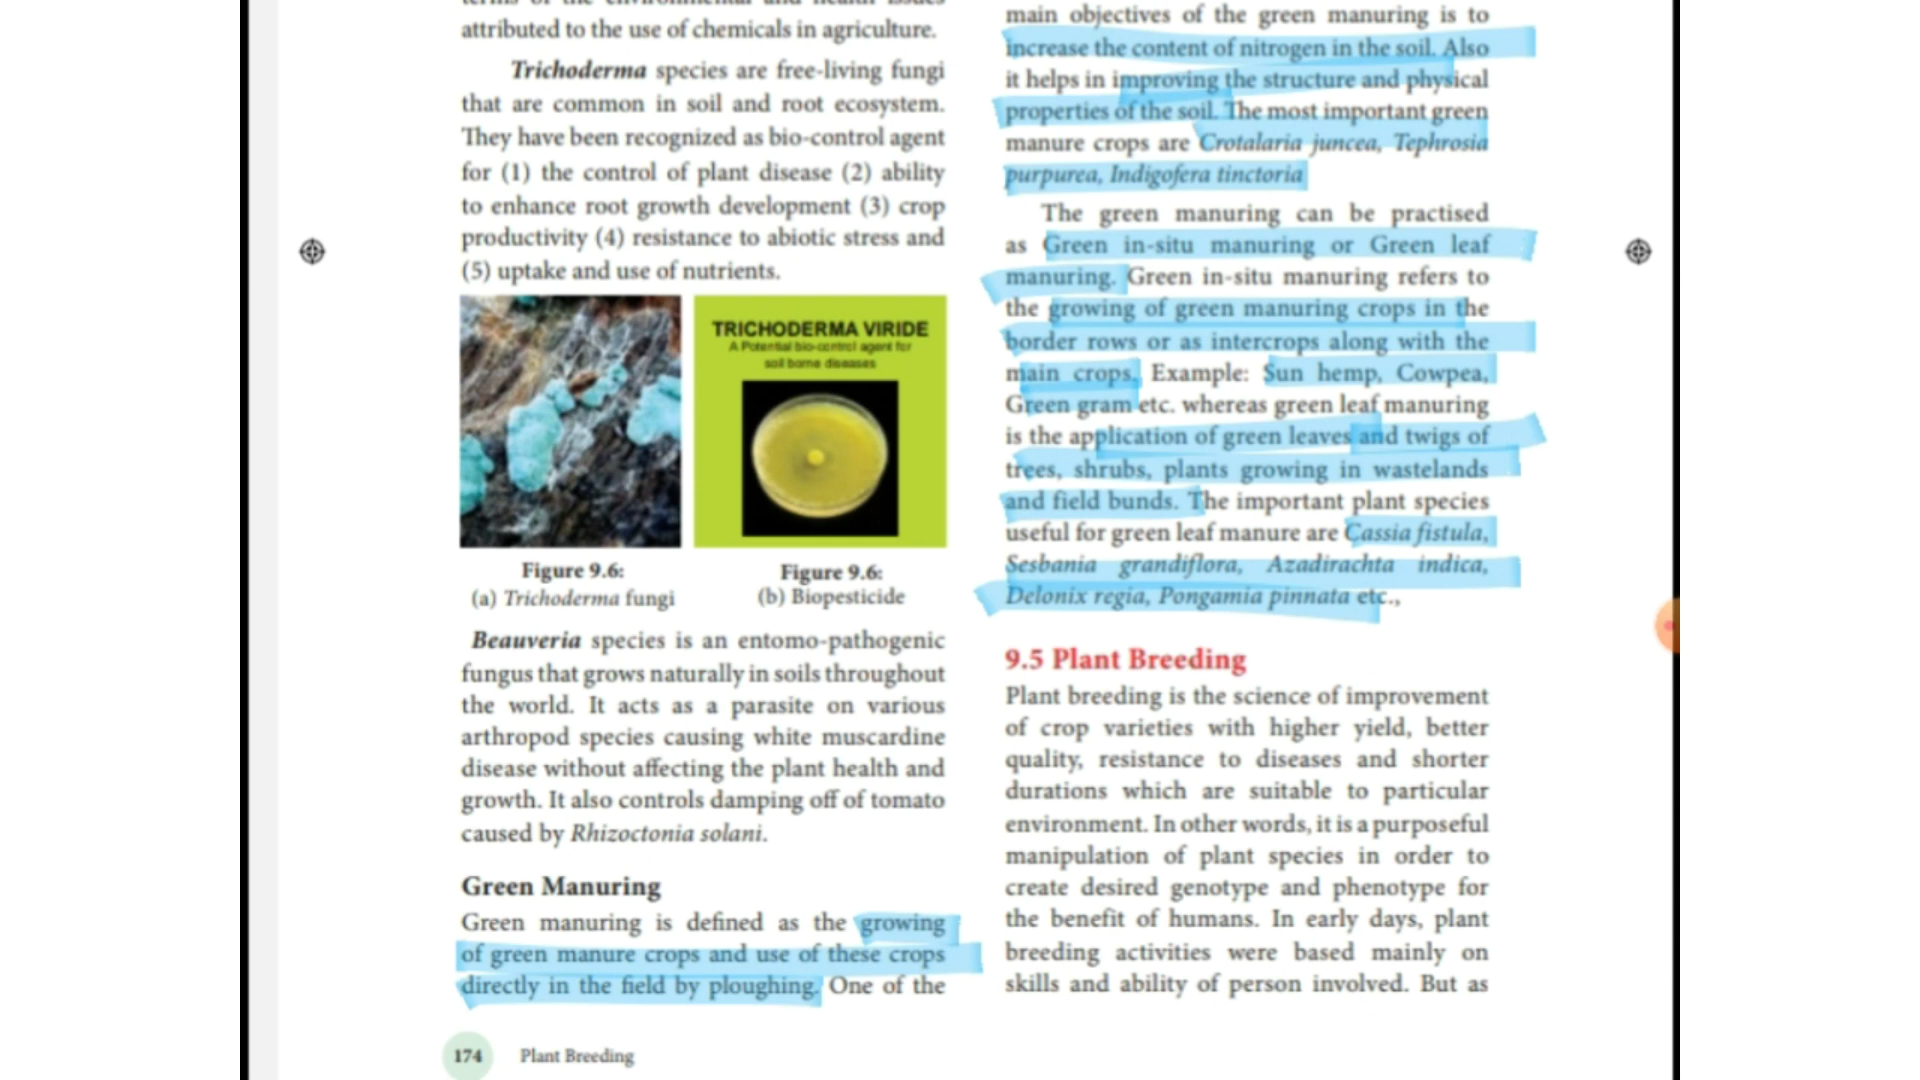 attributed to the use of chemicals in agriculture.
Trichoderma species are free-living fungi
that are common in soil and root ecosystem.
They have been recognized as bio-control agent
for (1) the control of plant disease (2) ability
to enhance root growth development (3) crop
productivity (4) resistance to abiotic stress and
(5) uptake and use of nutrients.
TRICHODERMA VIRIDE
A Potential bio-control agent for
soil borne diseases
Figure 9.6:
(a) Trichoderma fungi
Figure 9.6:
(b) Biopesticide
Beauveria species is an entomo-pathogenic
fungus that grows naturally in soils throughout
the world. It acts as a parasite on various
arthropod species causing white muscardine
disease without affecting the plant health and
growth. It also controls damping off of tomato
caused by Rhizoctonia solani.
Green Manuring
Green manuring is defined as the growing
of green manure crops and use of these crops
directly in the field by ploughing. One of the
main objectives of the green manuring is to
increase the content of nitrogen in the soil. Also
it helps in improving the structure and physical
properties of the soil. The most important green
manure crops are Crotalaria juncea, Tephrosia
purpurea, Indigofera tinctoria
The green manuring can be practised
as Green in-situ manuring or Green leaf
manuring. Green in-situ manuring refers to
the growing of green manuring crops in the
border rows or as intercrops along with the
main crops. Example: Sun hemp, Cowpea,
Green gram etc. whereas green leaf manuring
is the application of green leaves and twigs of
trees, shrubs, plants growing in wastelands
and field bunds. The important plant species
useful for green leaf manure are Cassia fistula,
Sesbania grandiflora, Azadirachta indica,
Delonix regia, Pongamia pinnata etc.,
9.5 Plant Breeding
Plant breeding is the science of improvement
of crop varieties with higher yield, better
quality, resistance to diseases and shorter
durations which are suitable to particular
environment. In other words, it is a purposeful
manipulation of plant species in order to
create desired genotype and phenotype for
the benefit of humans. In early days, plant
breeding activities were based mainly on
skills and ability of person involved. But as
174 Plant Breeding